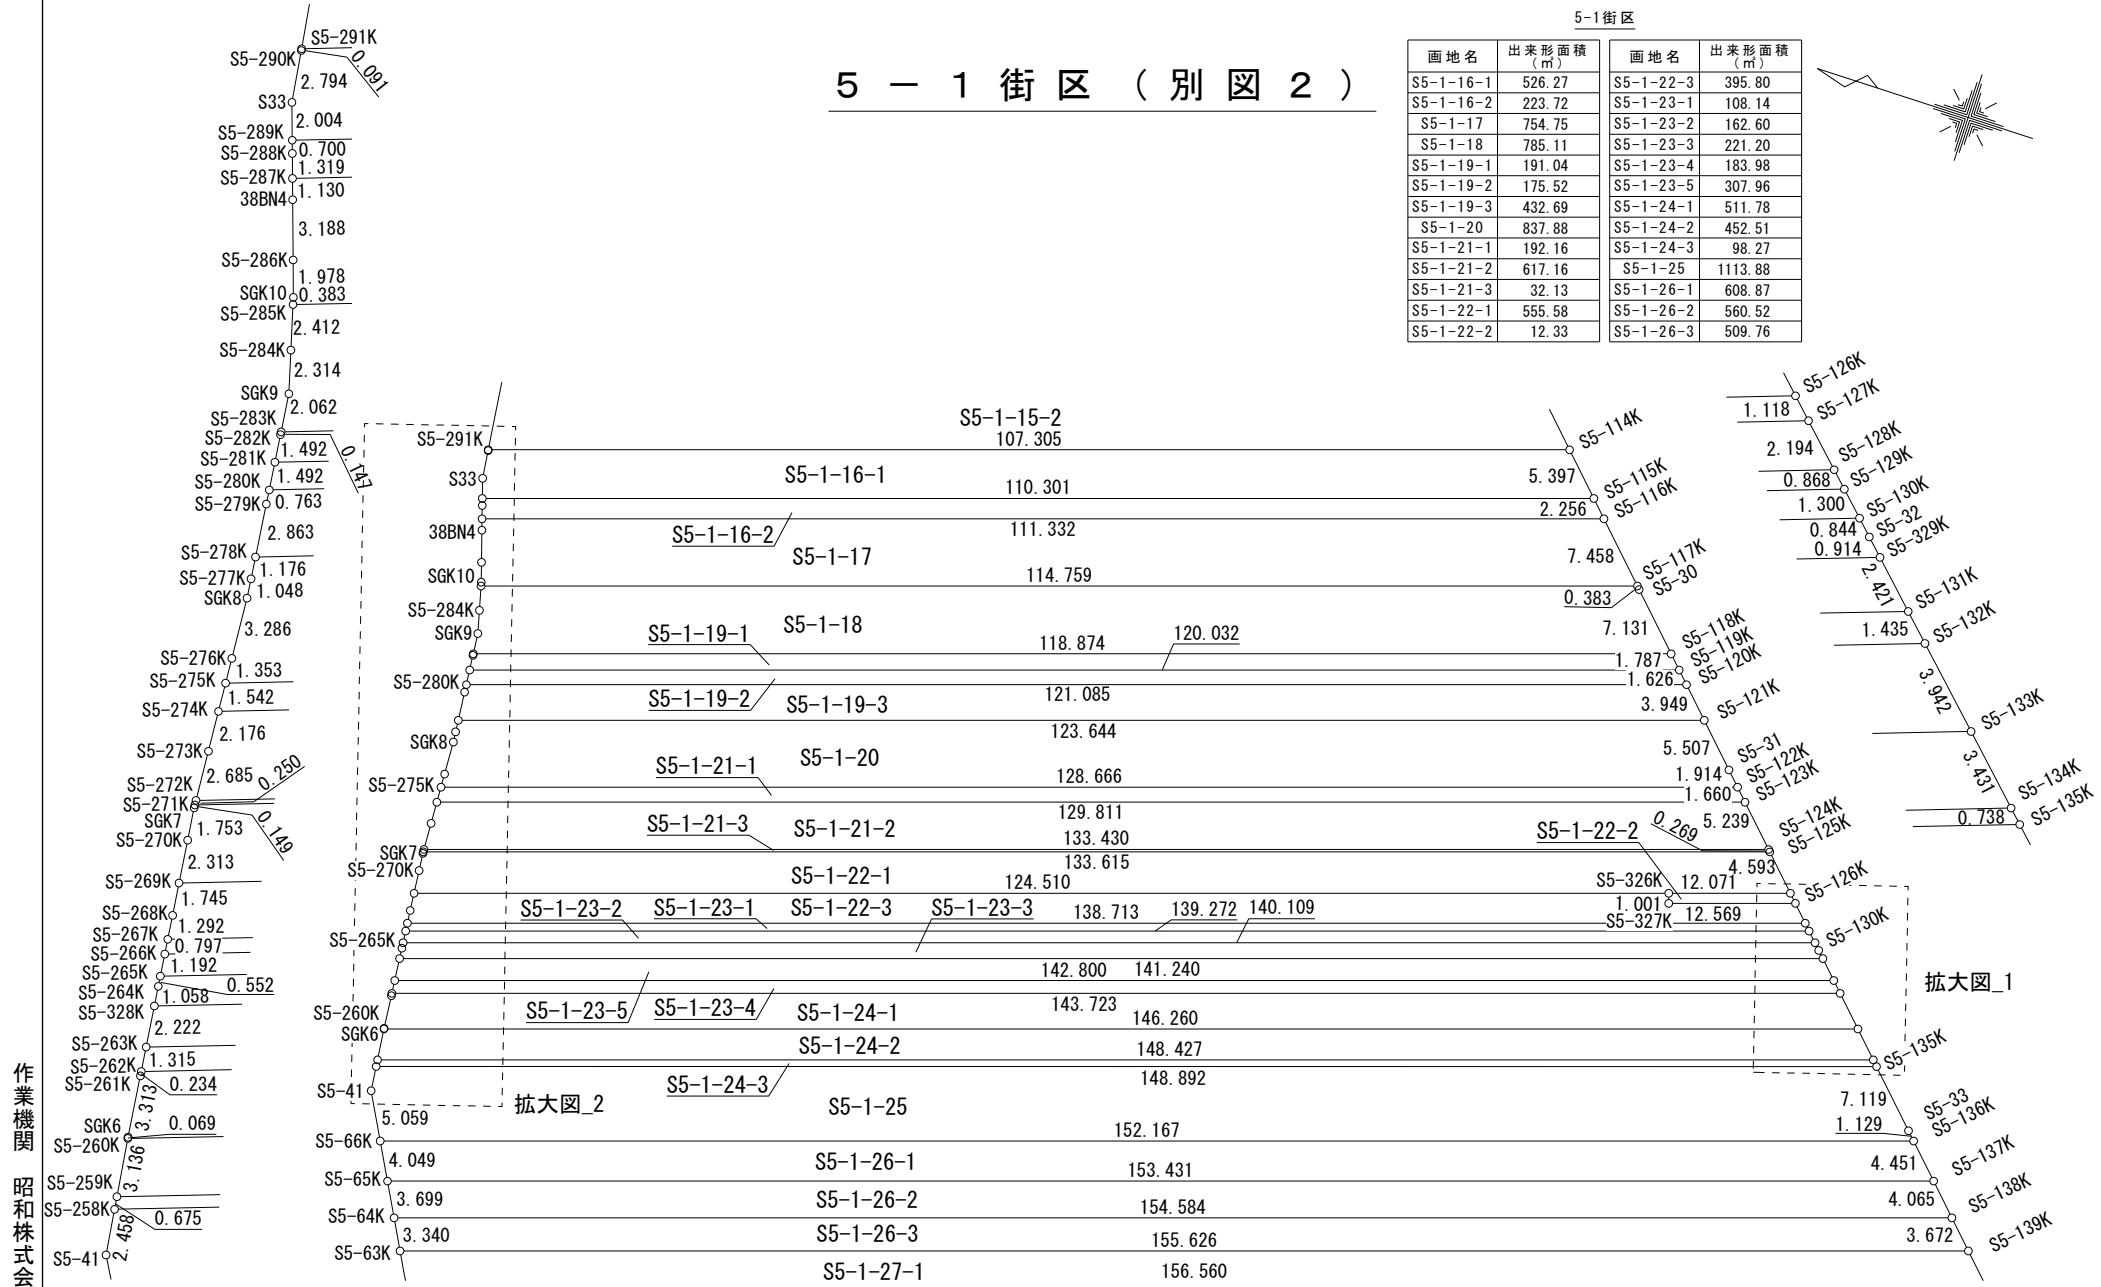 ５－１街区（別図２）
5-1街区
画地名 出来形面積(㎡) 画地名 出来形面積(㎡)
S5-1-16-1 526.27 S5-1-22-3 395.80
S5-1-16-2 223.72 S5-1-23-1 108.14
S5-1-17 754.75 S5-1-23-2 162.60
S5-1-18 785.11 S5-1-23-3 221.20
S5-1-19-1 191.04 S5-1-23-4 183.98
S5-1-19-2 175.52 S5-1-23-5 307.96
S5-1-19-3 432.69 S5-1-24-1 511.78
S5-1-20 837.88 S5-1-24-2 452.51
S5-1-21-1 192.16 S5-1-24-3 98.27
S5-1-21-2 617.16 S5-1-25 1113.88
S5-1-21-3 32.13 S5-1-26-1 608.87
S5-1-22-1 555.58 S5-1-26-2 560.52
S5-1-22-2 12.33 S5-1-26-3 509.76
S5-291K
S5-290K
0.091
2.794
S33
2.004
S5-289K
S5-288K
0.700
1.319
S5-287K
1.130
38BN4
3.188
S5-286K
1.978
SGK10
0.383
S5-285K
2.412
S5-284K
2.314
SGK9
2.062
S5-283K
S5-282K
0.147
1.492
S5-281K
1.492
S5-280K
S5-279K
0.763
2.863
S5-278K
1.176
S5-277K
1.048
SGK8
3.286
S5-276K
1.353
S5-275K
1.542
S5-274K
2.176
S5-273K
2.685
0.250
S5-272K
S5-271K
SGK7
0.149
1.753
S5-270K
2.313
S5-269K
1.745
S5-268K
1.292
S5-267K
0.797
S5-266K
1.192
S5-265K
0.552
S5-264K
1.058
S5-328K
2.222
S5-263K
1.315
S5-262K
S5-261K
0.234
3.313
SGK6
0.069
S5-260K
3.136
S5-259K
S5-258K
0.675
2.458
S5-41
S5-1-15-2
S5-291K
107.305
S5-114K
S33
S5-1-16-1
5.397
110.301
S5-115K
2.256
S5-116K
38BN4
S5-1-16-2
111.332
S5-1-17
7.458
SGK10
114.759
S5-117K
S5-30
0.383
S5-284K
S5-1-18
7.131
SGK9
S5-1-19-1
118.874
120.032
S5-118K
1.787
S5-119K
S5-280K
1.626
S5-120K
S5-1-19-2
121.085
S5-1-19-3
3.949
S5-121K
123.644
SGK8
S5-1-20
5.507
S5-31
S5-1-21-1
1.914
S5-122K
S5-275K
128.666
1.660
S5-123K
129.811
S5-1-21-3
S5-1-21-2
5.239
0.269
S5-1-22-2
133.430
S5-124K
S5-125K
SGK7
133.615
4.593
S5-270K
S5-1-22-1
124.510
S5-326K
12.071
S5-126K
1.001
S5-327K
12.569
S5-1-23-2
S5-1-23-1
S5-1-22-3
S5-1-23-3
138.713
139.272
140.109
S5-265K
S5-130K
142.800
141.240
S5-1-23-5
S5-1-23-4
143.723
拡大図_1
S5-260K
SGK6
S5-1-24-1
146.260
S5-1-24-2
148.427
S5-135K
S5-1-24-3
148.892
S5-41
拡大図_2
S5-1-25
7.119
5.059
S5-33
S5-66K
152.167
1.129
S5-136K
4.049
S5-1-26-1
4.451
S5-65K
153.431
S5-137K
3.699
S5-1-26-2
4.065
S5-64K
154.584
S5-138K
3.340
S5-1-26-3
3.672
S5-63K
155.626
S5-139K
S5-1-27-1
156.560
S5-126K
1.118
S5-127K
2.194
S5-128K
0.868
S5-129K
1.300
S5-130K
0.844
S5-32
0.914
S5-329K
2.421
S5-131K
1.435
S5-132K
3.942
S5-133K
3.431
S5-134K
0.738
S5-135K
作業機関 昭和株式会